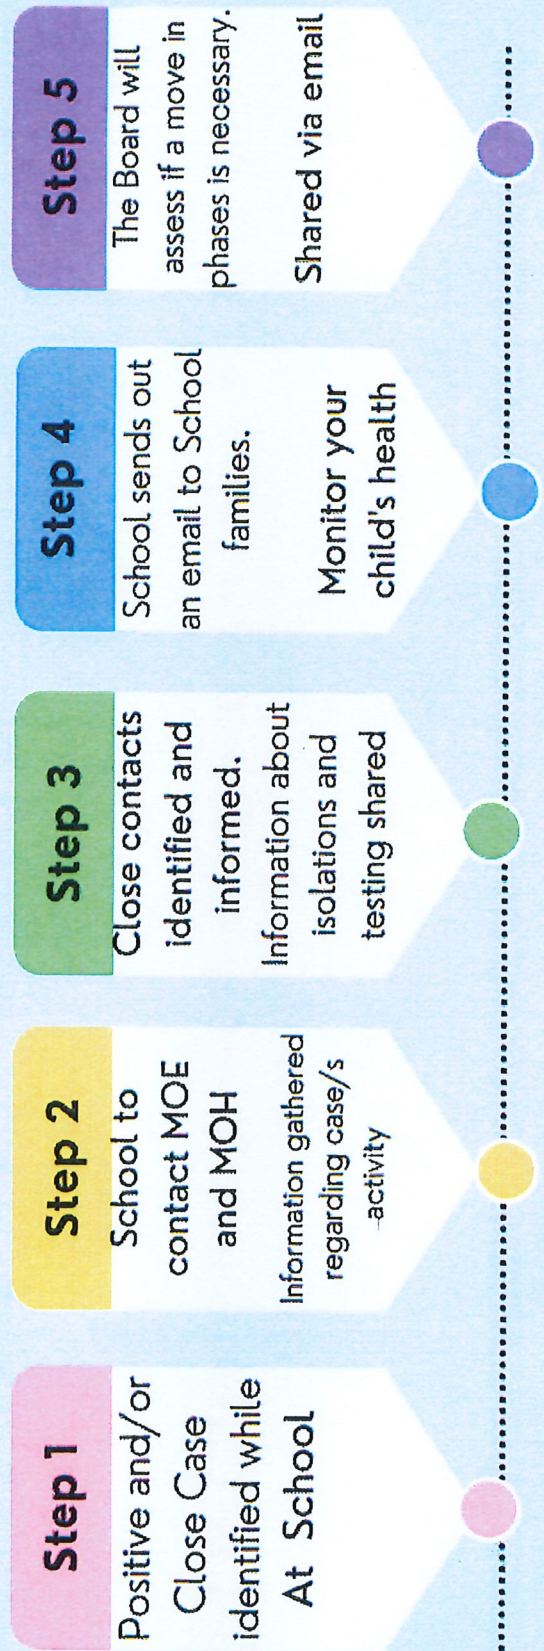 Step 1
Positive and/or
Close Case
identified while
At School
Step 2
School to
contact MOE
and MOH
Information gathered
regarding case/s
activity
Step 3
Close contacts
identified and
informed.
Information about
isolations and
testing shared
Step 4
School sends out
an email to School
families.
Monitor your
child's health
Step 5
The Board will
assess if a move in
phases is necessary.
Shared via email